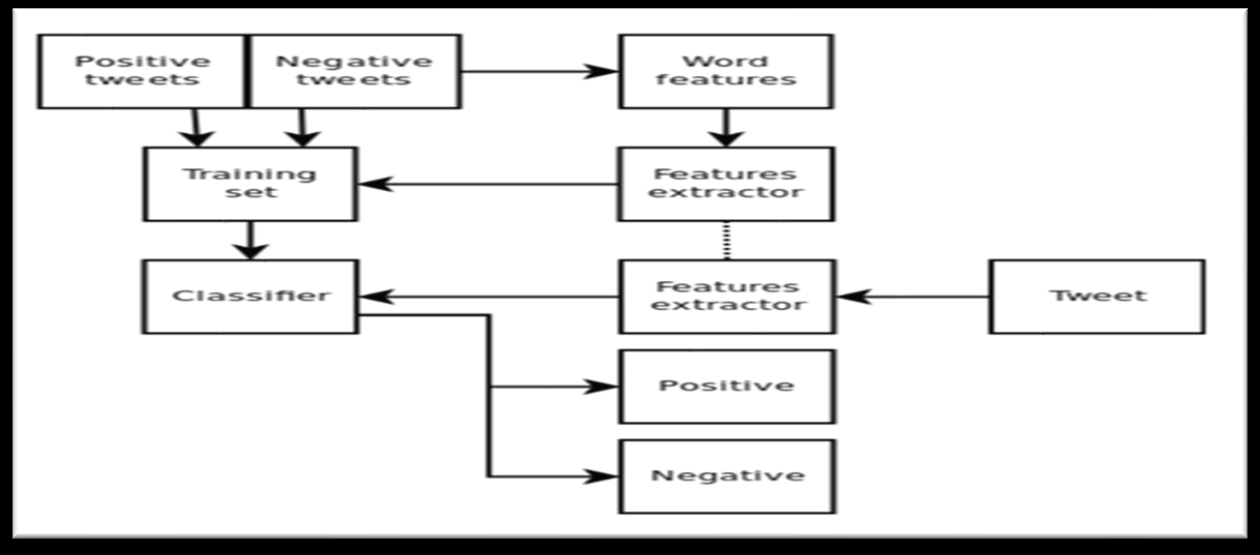 Positive
tweets
Negative
tweets
Word
features
Training
set
Features
extractor
Classifier
Features
extractor
Tweet
Positive
Negative